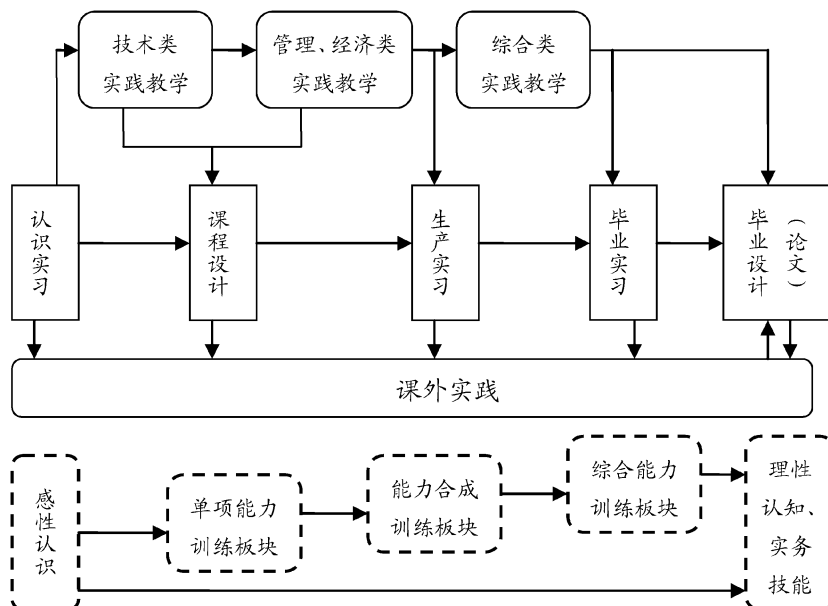 技术类
实践教学
管理、经济类
实践教学
综合类
实践教学
认识实习
课程设计
生产实习
毕业实习
毕业设计
（论文）
课外实践
感性认识
单项能力
训练板块
能力合成
训练板块
综合能力
训练板块
理性
认知、
实务
技能